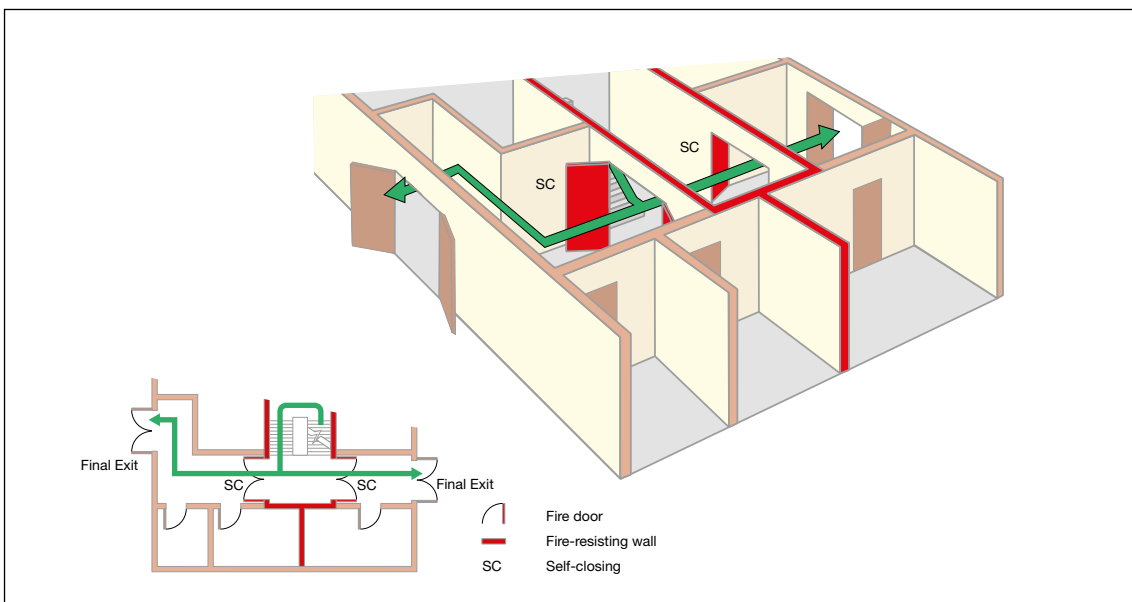 SC
SC
Final Exit
SC
SC
Final Exit
Fire door
Fire-resisting wall
SC Self-closing